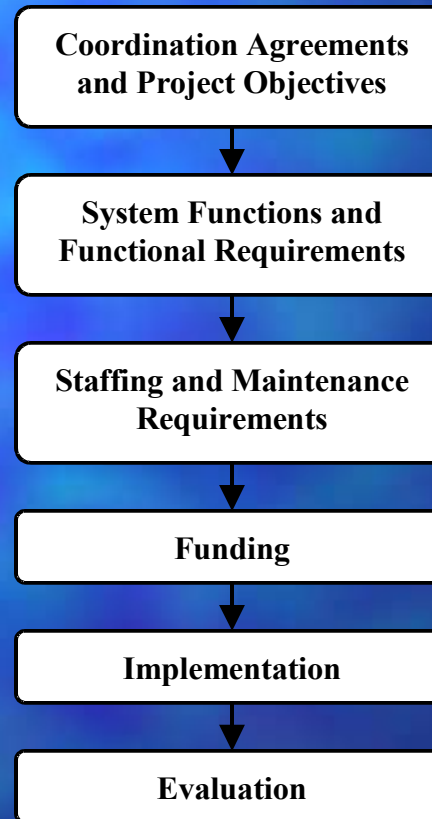 Coordination Agreements
and Project Objectives
System Functions and
Functional Requirements
Staffing and Maintenance
Requirements
Funding
Implementation
Evaluation